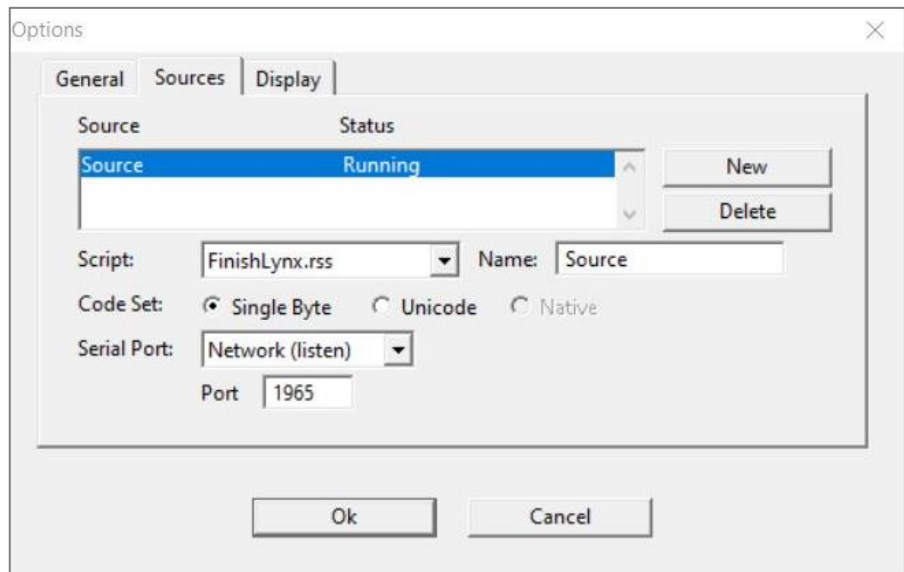 Options
General Sources Display
Source Status
Source Running
New
Delete
Script: FinishLynx.rss Name: Source
Code Set: Single Byte Unicode Native
Serial Port: Network (listen)
Port 1965
Ok Cancel